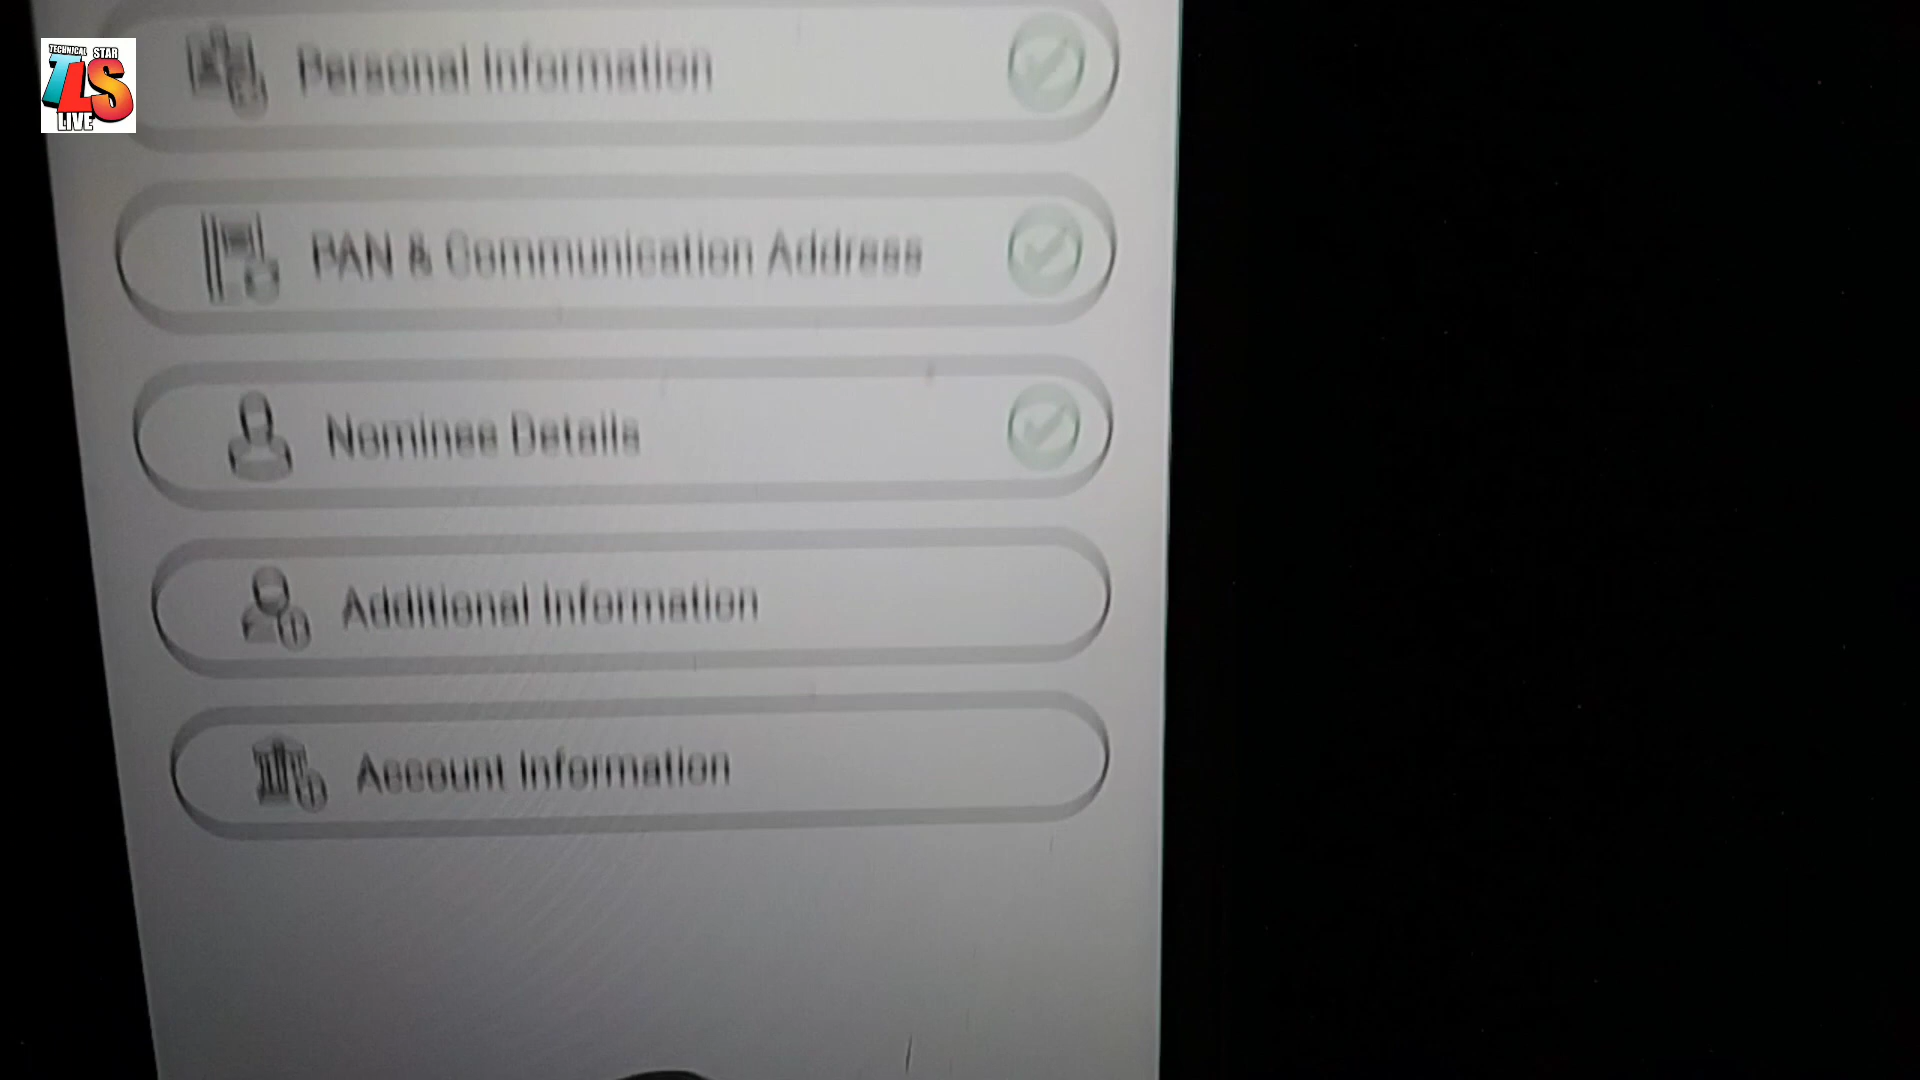 TECHNICAL STAR
TLS
LIVE
Personal Information
PAN & Communication Address
Nominee Details
Additional Information
Account Information